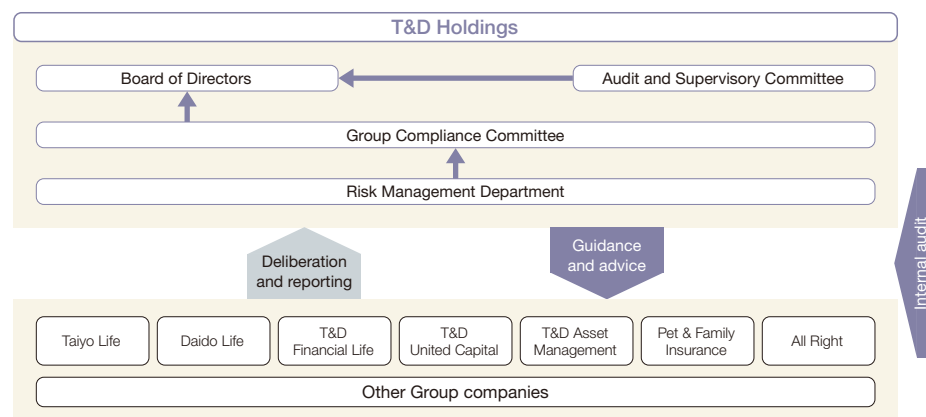 T&D Holdings
Board of Directors
Audit and Supervisory Committee
Group Compliance Committee
Risk Management Department
Deliberation
and reporting
Guidance
and advice
Internal audit
Taiyo Life
Daido Life
T&D
Financial Life
T&D
United Capital
T&D Asset
Management
Pet & Family
Insurance
All Right
Other Group companies